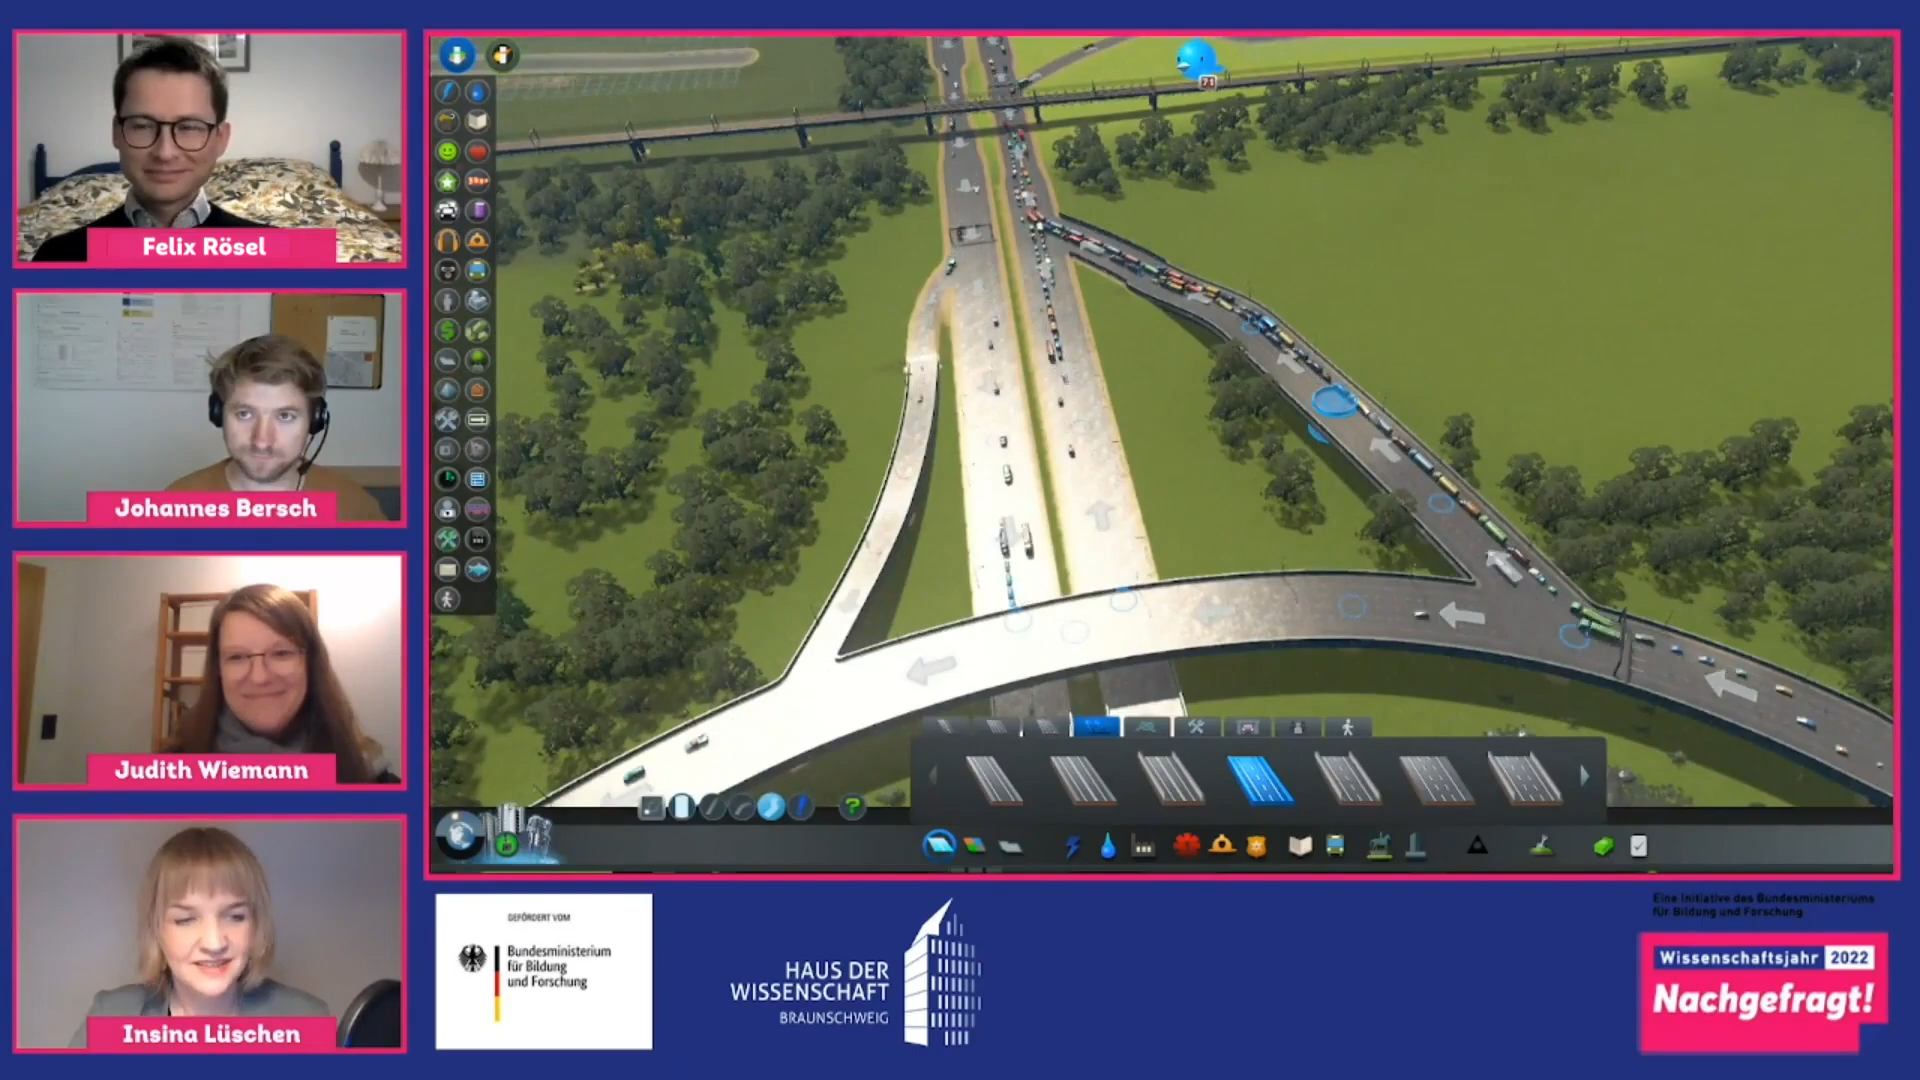 Felix Rösel
Johannes Bersch
Judith Wiemann
Insina Lüschen
71
?
GEFÖRDERT VOM
Bundesministerium
für Bildung
und Forschung
HAUS DER
WISSENSCHAFT
BRAUNSCHWEIG
Eine Initiative des Bundesministeriums
für Bildung und Forschung
Wissenschaftsjahr 2022
Nachgefragt!